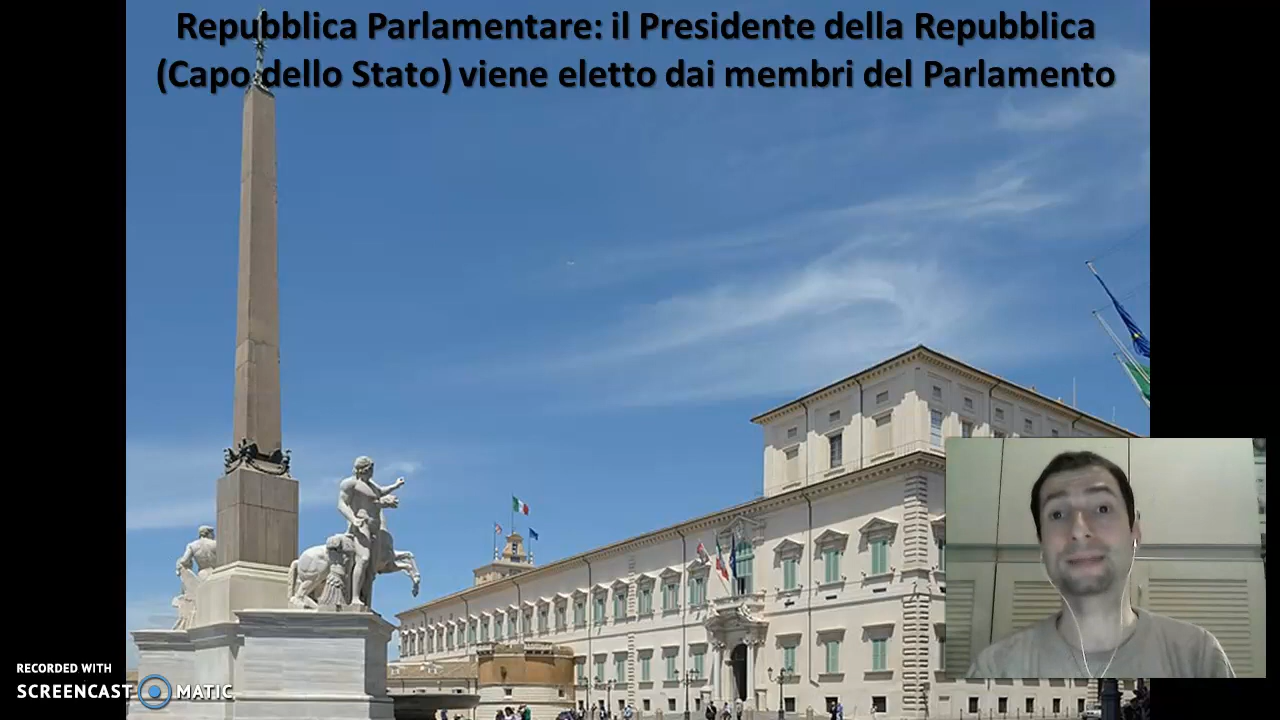 Repubblica Parlamentare: il Presidente della Repubblica
(Capo dello Stato) viene eletto dai membri del Parlamento
RECORDED WITH
SCREENCAST MATIC